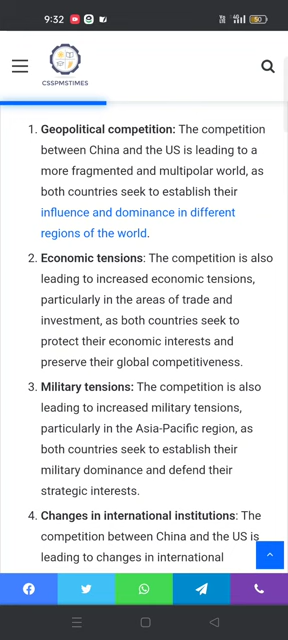 9:32
50
CSSPMSTIMES
1. Geopolitical competition: The competition
between China and the US is leading to a
more fragmented and multipolar world, as
both countries seek to establish their
influence and dominance in different
regions of the world.
2. Economic tensions: The competition is also
leading to increased economic tensions,
particularly in the areas of trade and
investment, as both countries seek to
protect their economic interests and
preserve their global competitiveness.
3. Military tensions: The competition is also
leading to increased military tensions,
particularly in the Asia-Pacific region, as
both countries seek to establish their
military dominance and defend their
strategic interests.
4. Changes in international institutions: The
competition between China and the US is
leading to changes in international